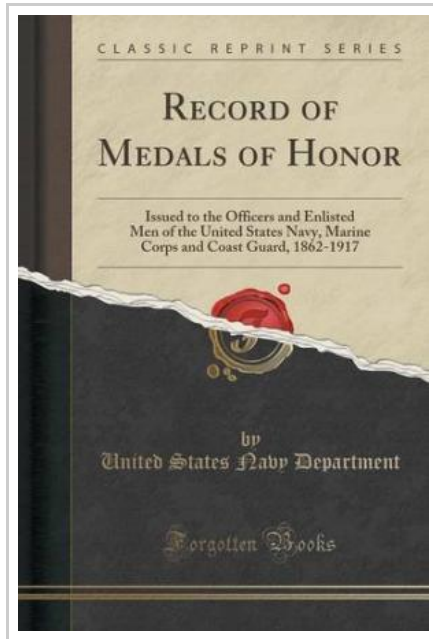 CLASSIC REPRINT SERIES
RECORD OF
MEDALS OF HONOR
Issued to the Officers and Enlisted
Men of the United States Navy, Marine
Corps and Coast Guard, 1862-1917
by
United States Navy Department
Forgotten Books